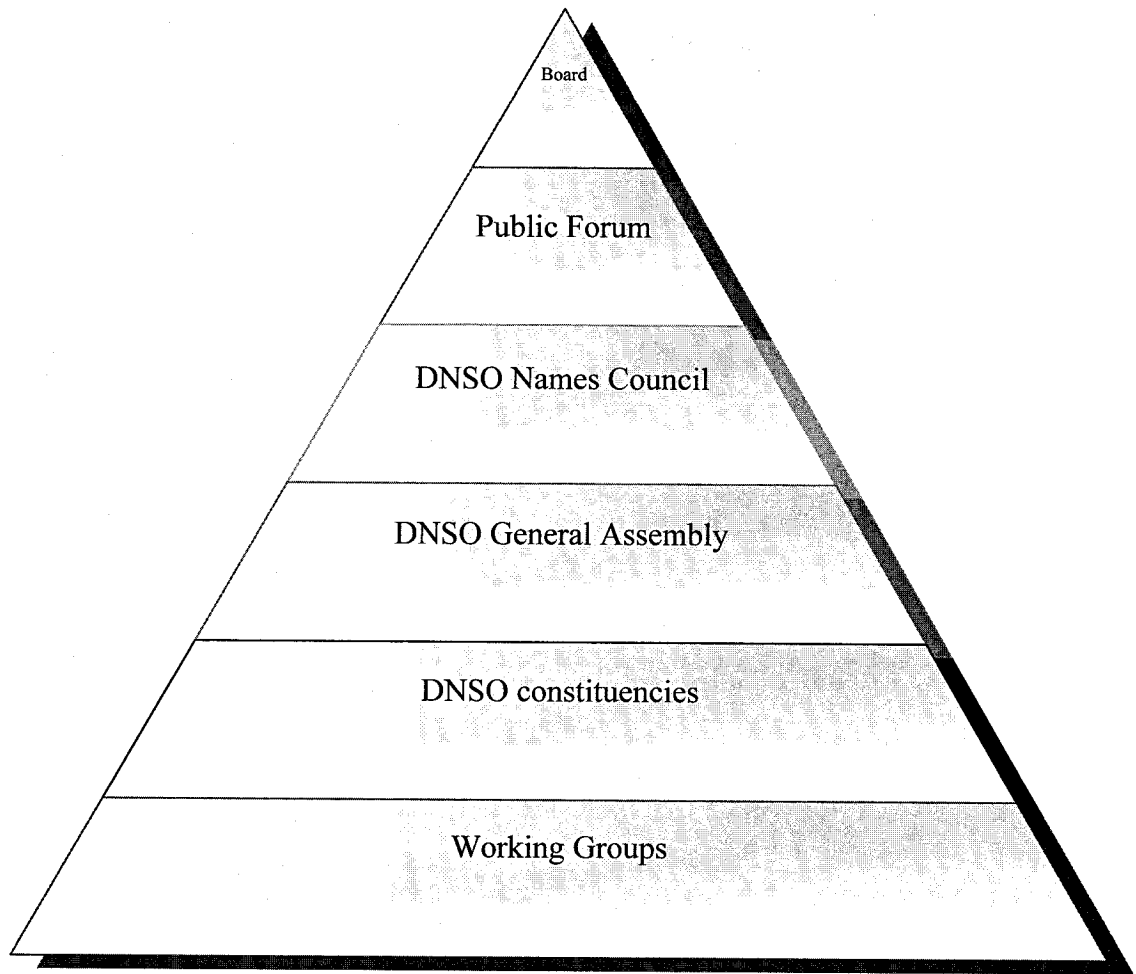 Board
Public Forum
DNSO Names Council
DNSO General Assembly
DNSO constituencies
Working Groups